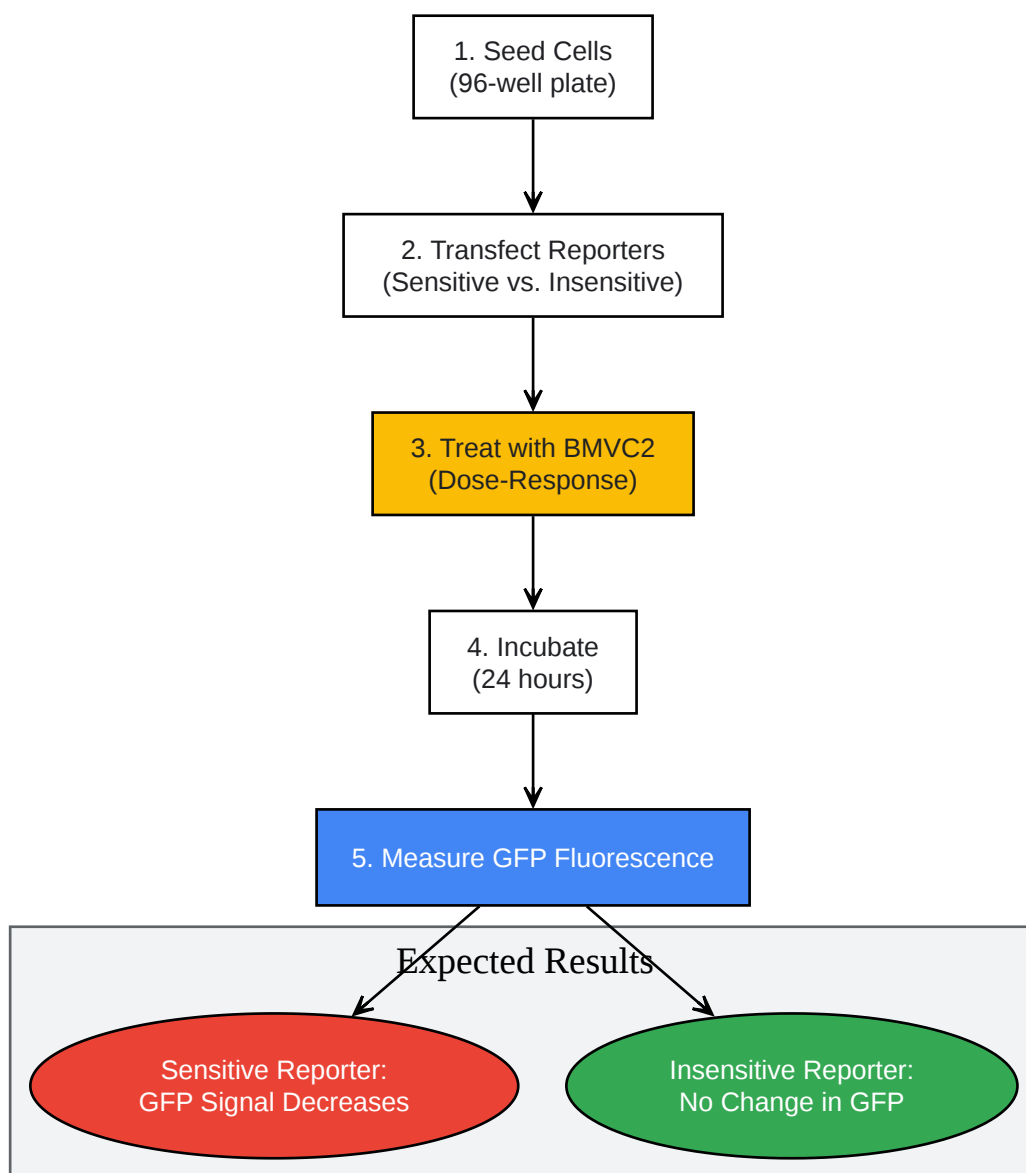 1. Seed Cells
(96-well plate)
2. Transfect Reporters
(Sensitive vs. Insensitive)
3. Treat with BMVC2
(Dose-Response)
4. Incubate
(24 hours)
5. Measure GFP Fluorescence
Expected Results
Sensitive Reporter:
GFP Signal Decreases
Insensitive Reporter:
No Change in GFP